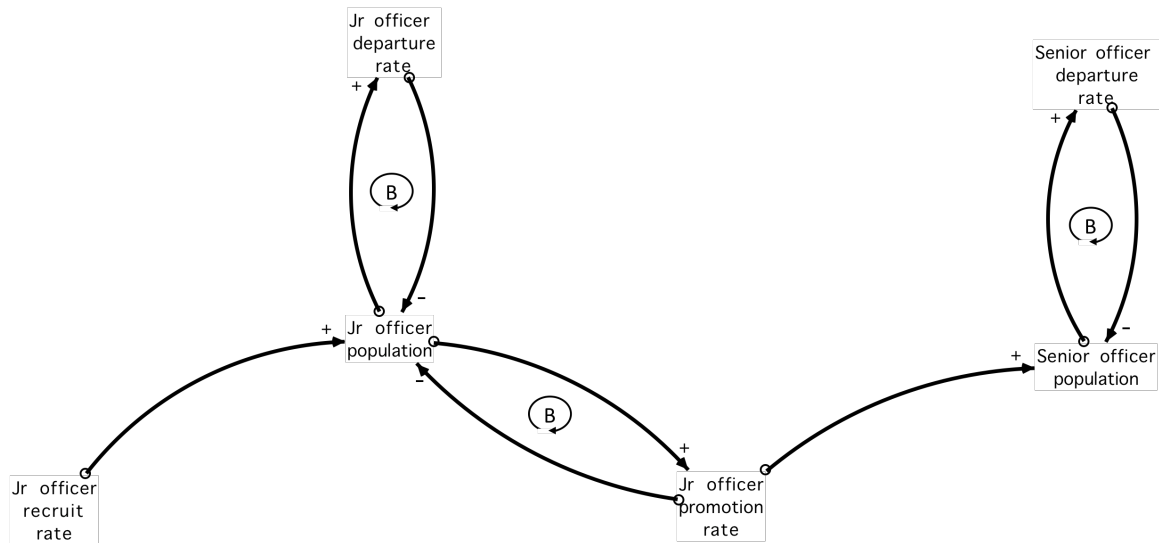 Jr officer
departure
rate
+
Senior officer
departure
rate
+
B
B
-
+
Jr officer
population
-
-
+
Senior officer
population
B
+
Jr officer
recruit
rate
Jr officer
promotion
rate